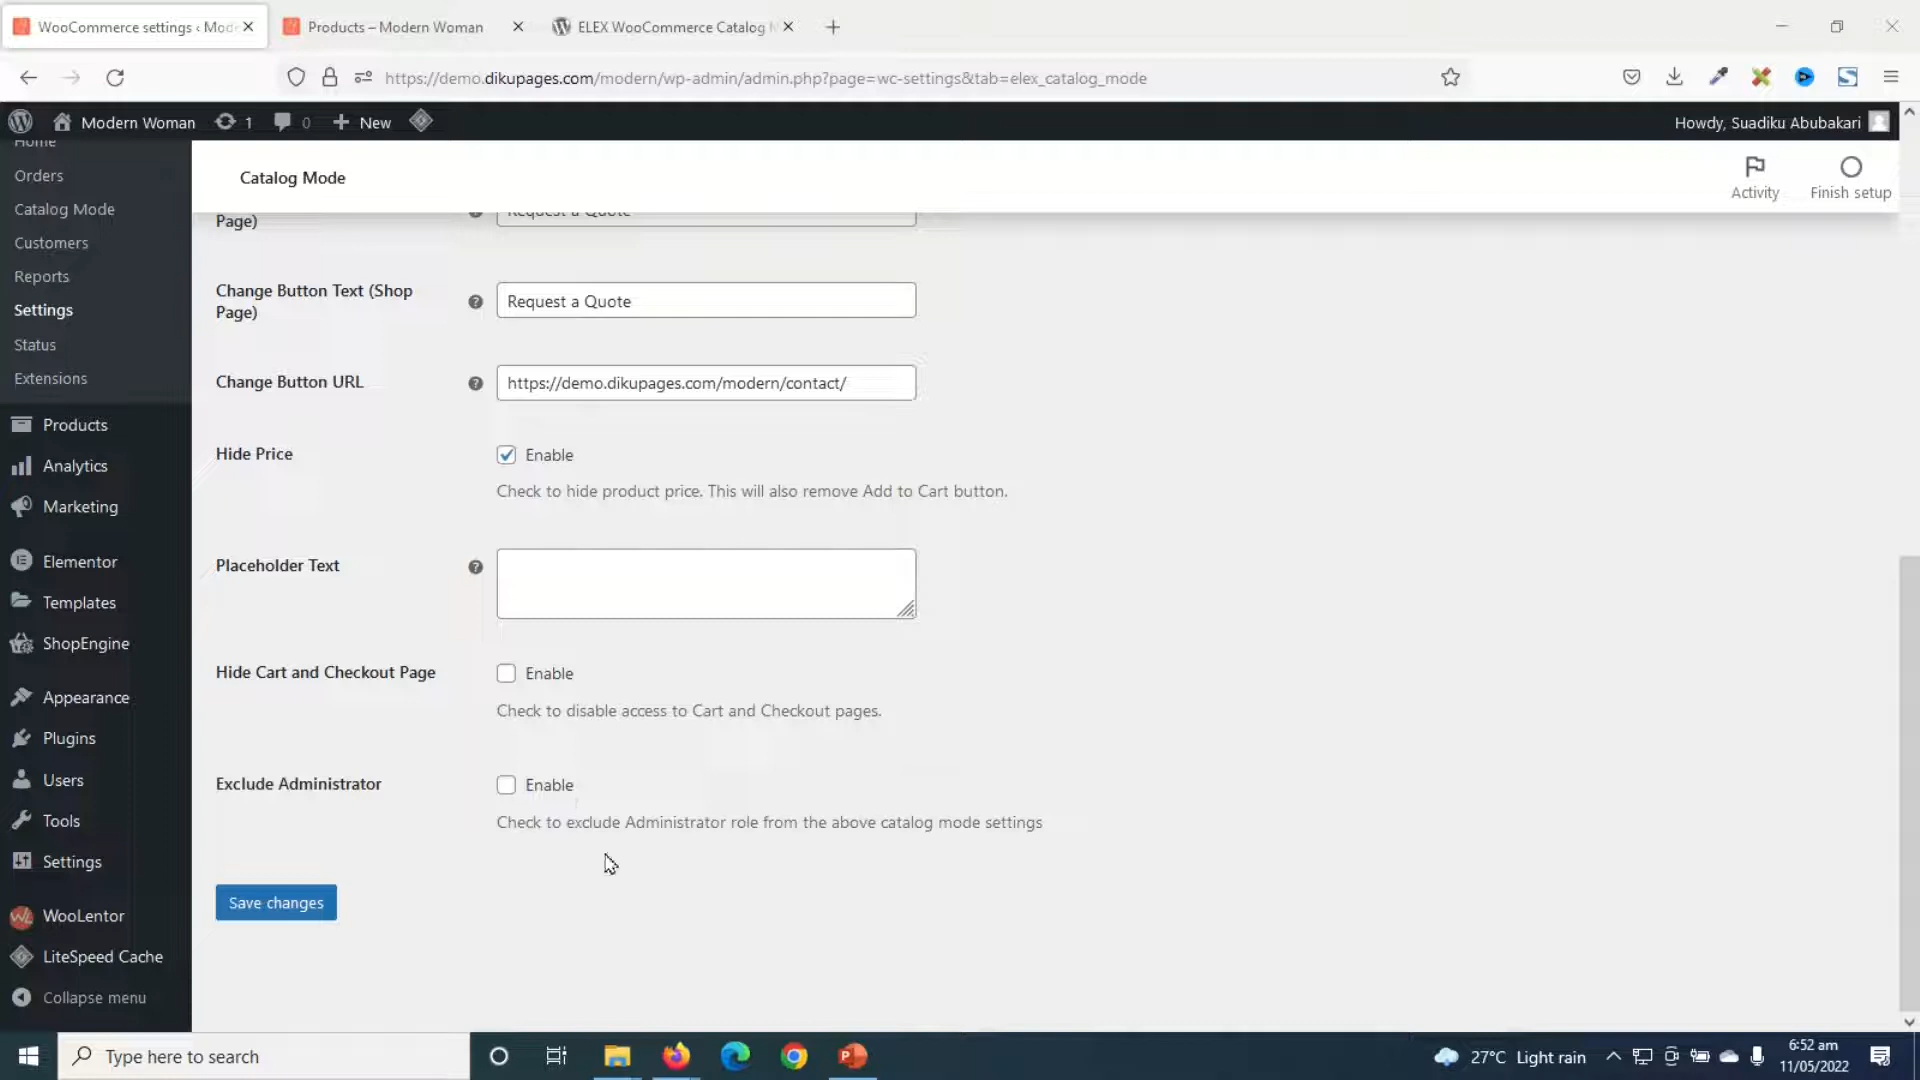 WooCommerce settings ‹ Mod
Products – Modern Woman
ELEX WooCommerce Catalog
https://demo.dikupages.com/modern/wp-admin/admin.php?page=wc-settings&tab=elex_catalog_mode
Modern Woman
1
0
New
Howdy, Suadiku Abubakari
Home
Orders
Catalog Mode
Customers
Reports
Settings
Status
Extensions
Products
Analytics
Marketing
Elementor
Templates
ShopEngine
Appearance
Plugins
Users
Tools
Settings
WooLentor
LiteSpeed Cache
Collapse menu
Catalog Mode
Activity
Finish setup
Page)
Request a Quote
Change Button Text (Shop
Page)
Request a Quote
Change Button URL
https://demo.dikupages.com/modern/contact/
Hide Price
Enable
Check to hide product price. This will also remove Add to Cart button.
Placeholder Text
Hide Cart and Checkout Page
Enable
Check to disable access to Cart and Checkout pages.
Exclude Administrator
Enable
Check to exclude Administrator role from the above catalog mode settings
Save changes
Type here to search
27°C Light rain
6:52 am
11/05/2022